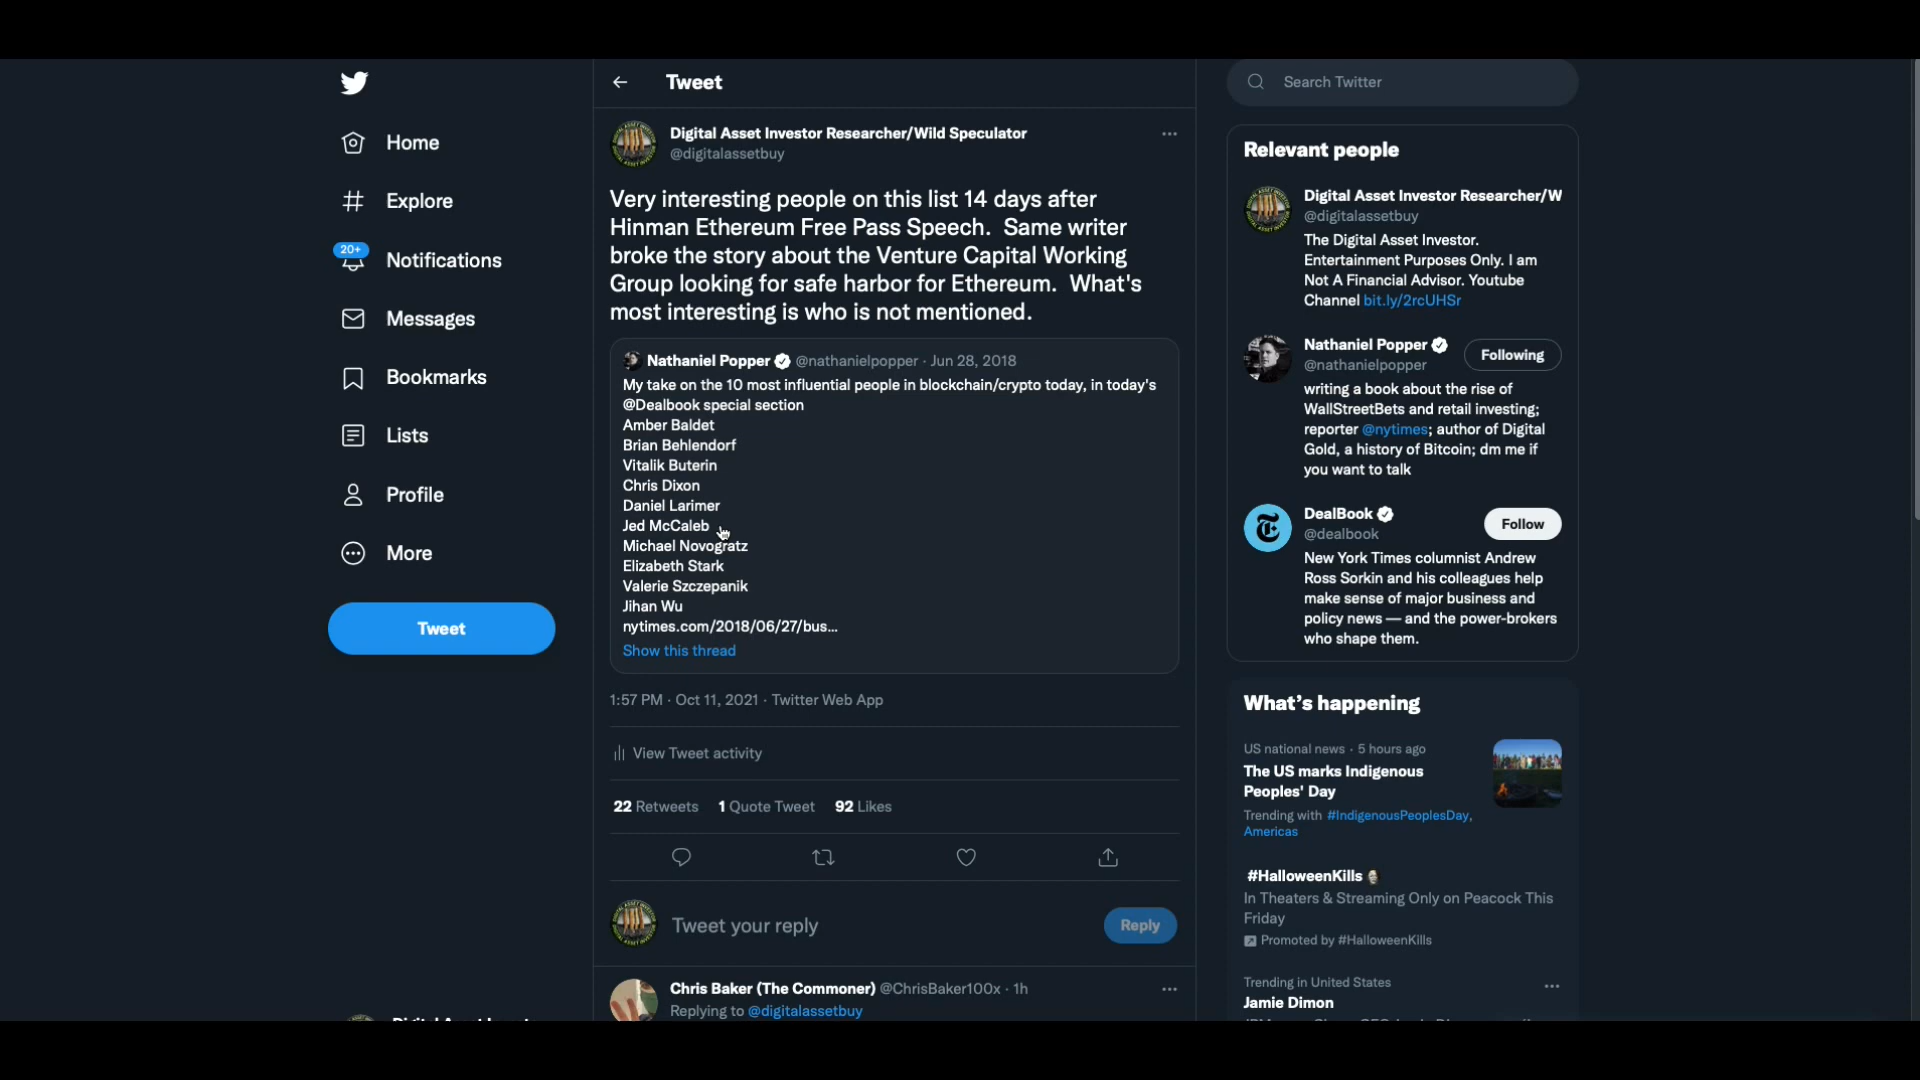 Home
Explore
20+
Notifications
Messages
Bookmarks
Lists
Profile
More
Tweet
Tweet
Digital Asset Investor Researcher/Wild Speculator
@digitalassetbuy
Very interesting people on this list 14 days after
Hinman Ethereum Free Pass Speech. Same writer
broke the story about the Venture Capital Working
Group looking for safe harbor for Ethereum. What's
most interesting is who is not mentioned.
Nathaniel Popper @nathanielpopper · Jun 28, 2018
My take on the 10 most influential people in blockchain/crypto today, in today's
@Dealbook special section
Amber Baldet
Brian Behlendorf
Vitalik Buterin
Chris Dixon
Daniel Larimer
Jed McCaleb
Michael Novogratz
Elizabeth Stark
Valerie Szczepanik
Jihan Wu
nytimes.com/2018/06/27/bus...
Show this thread
1:57 PM · Oct 11, 2021 · Twitter Web App
View Tweet activity
22 Retweets 1 Quote Tweet 92 Likes
Tweet your reply
Reply
Chris Baker (The Commoner) @ChrisBaker100x · 1h
Replying to @digitalassetbuy
Search Twitter
Relevant people
Digital Asset Investor Researcher/W
@digitalassetbuy
The Digital Asset Investor.
Entertainment Purposes Only. I am
Not A Financial Advisor. Youtube
Channel bit.ly/2rcUHSr
Nathaniel Popper
@nathanielpopper
Following
writing a book about the rise of
WallStreetBets and retail investing;
reporter @nytimes; author of Digital
Gold, a history of Bitcoin; dm me if
you want to talk
DealBook
@dealbook
Follow
New York Times columnist Andrew
Ross Sorkin and his colleagues help
make sense of major business and
policy news — and the power-brokers
who shape them.
What's happening
US national news · 5 hours ago
The US marks Indigenous
Peoples' Day
Trending with #IndigenousPeoplesDay,
Americas
#HalloweenKills
In Theaters & Streaming Only on Peacock This
Friday
Promoted by #HalloweenKills
Trending in United States
Jamie Dimon